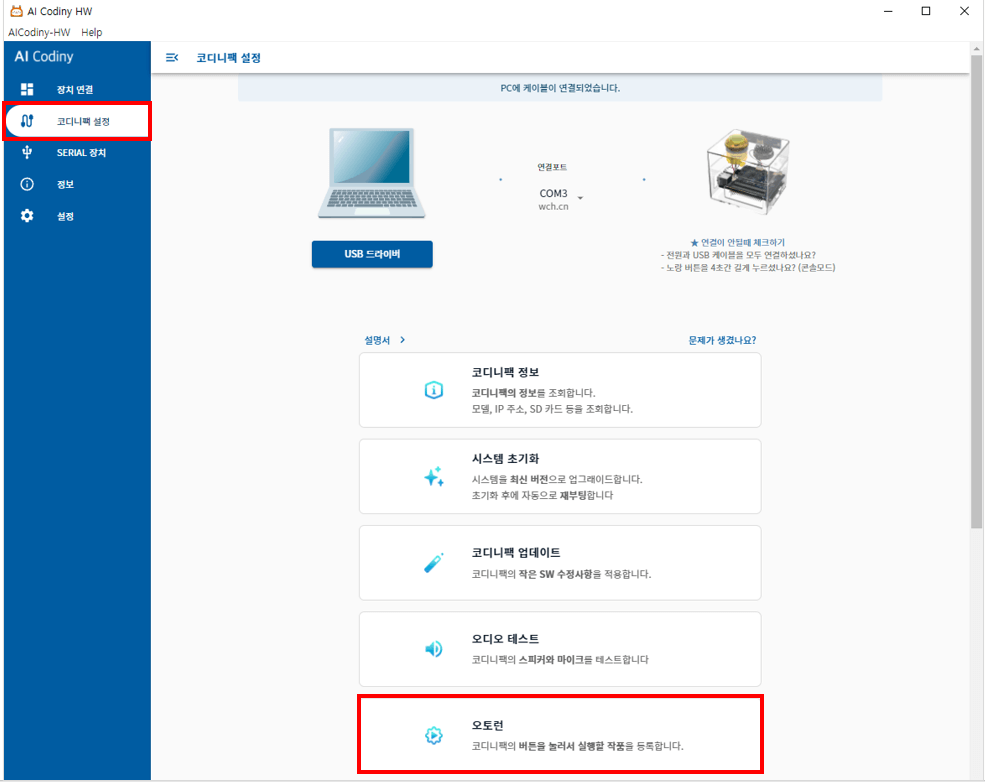 AI Codiny HW
AICodiny-HW Help
AI Codiny
코디니팩 설정
장치 연결
코디니팩 설정
SERIAL 장치
정보
설정
PC에 케이블이 연결되었습니다.
연결포트
COM3
wch.cn
USB 드라이버
★ 연결이 안될때 체크하기
- 전원과 USB 케이블을 모두 연결하셨나요?
- 노랑 버튼을 4초간 길게 누르셨나요? (콘솔모드)
설명서
문제가 생겼나요?
코디니팩 정보
코디니팩의 정보를 조회합니다.
모델, IP 주소, SD 카드 등을 조회합니다.
시스템 초기화
시스템을 최신 버전으로 업그래이드합니다.
초기화 후에 자동으로 재부팅합니다
코디니팩 업데이트
코디니팩의 작은 SW 수정사항을 적용합니다.
오디오 테스트
코디니팩의 스피커와 마이크를 테스트합니다
오토런
코디니팩의 버튼을 눌러서 실행할 작품을 등록합니다.